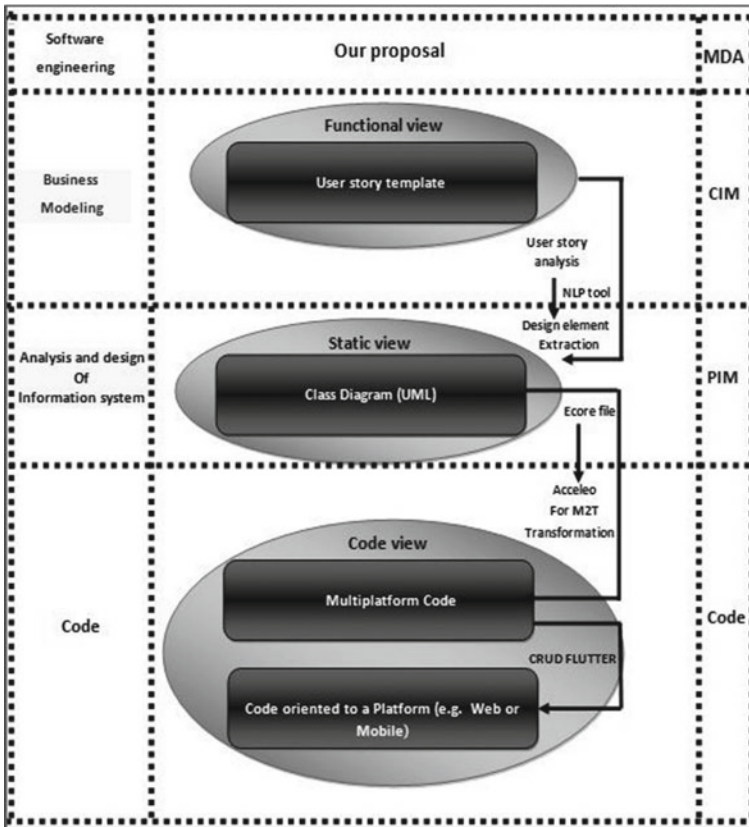 Software
engineering
Our proposal
MDA
Functional view
User story template
Business
Modeling
CIM
User story
analysis
NLP tool
Design element
Extraction
Static view
Analysis and design
Of
Information system
Class Diagram (UML)
PIM
Ecore file
Acceleo
For M2T
Transformation
Code view
Multiplatform Code
Code
Code
CRUD FLUTTER
Code oriented to a Platform (e.g. Web or
Mobile)